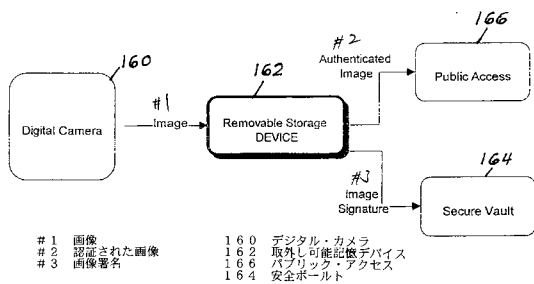 160
Digital Camera
#1
Image
162
Removable Storage
DEVICE
#2
Authenticated
Image
166
Public Access
#3
Image
Signature
164
Secure Vault
#1 画像
#2 認証された画像
#3 画像署名
160 デジタル・カメラ
162 取外し可能記憶デバイス
166 パブリック・アクセス
164 安全ボールト